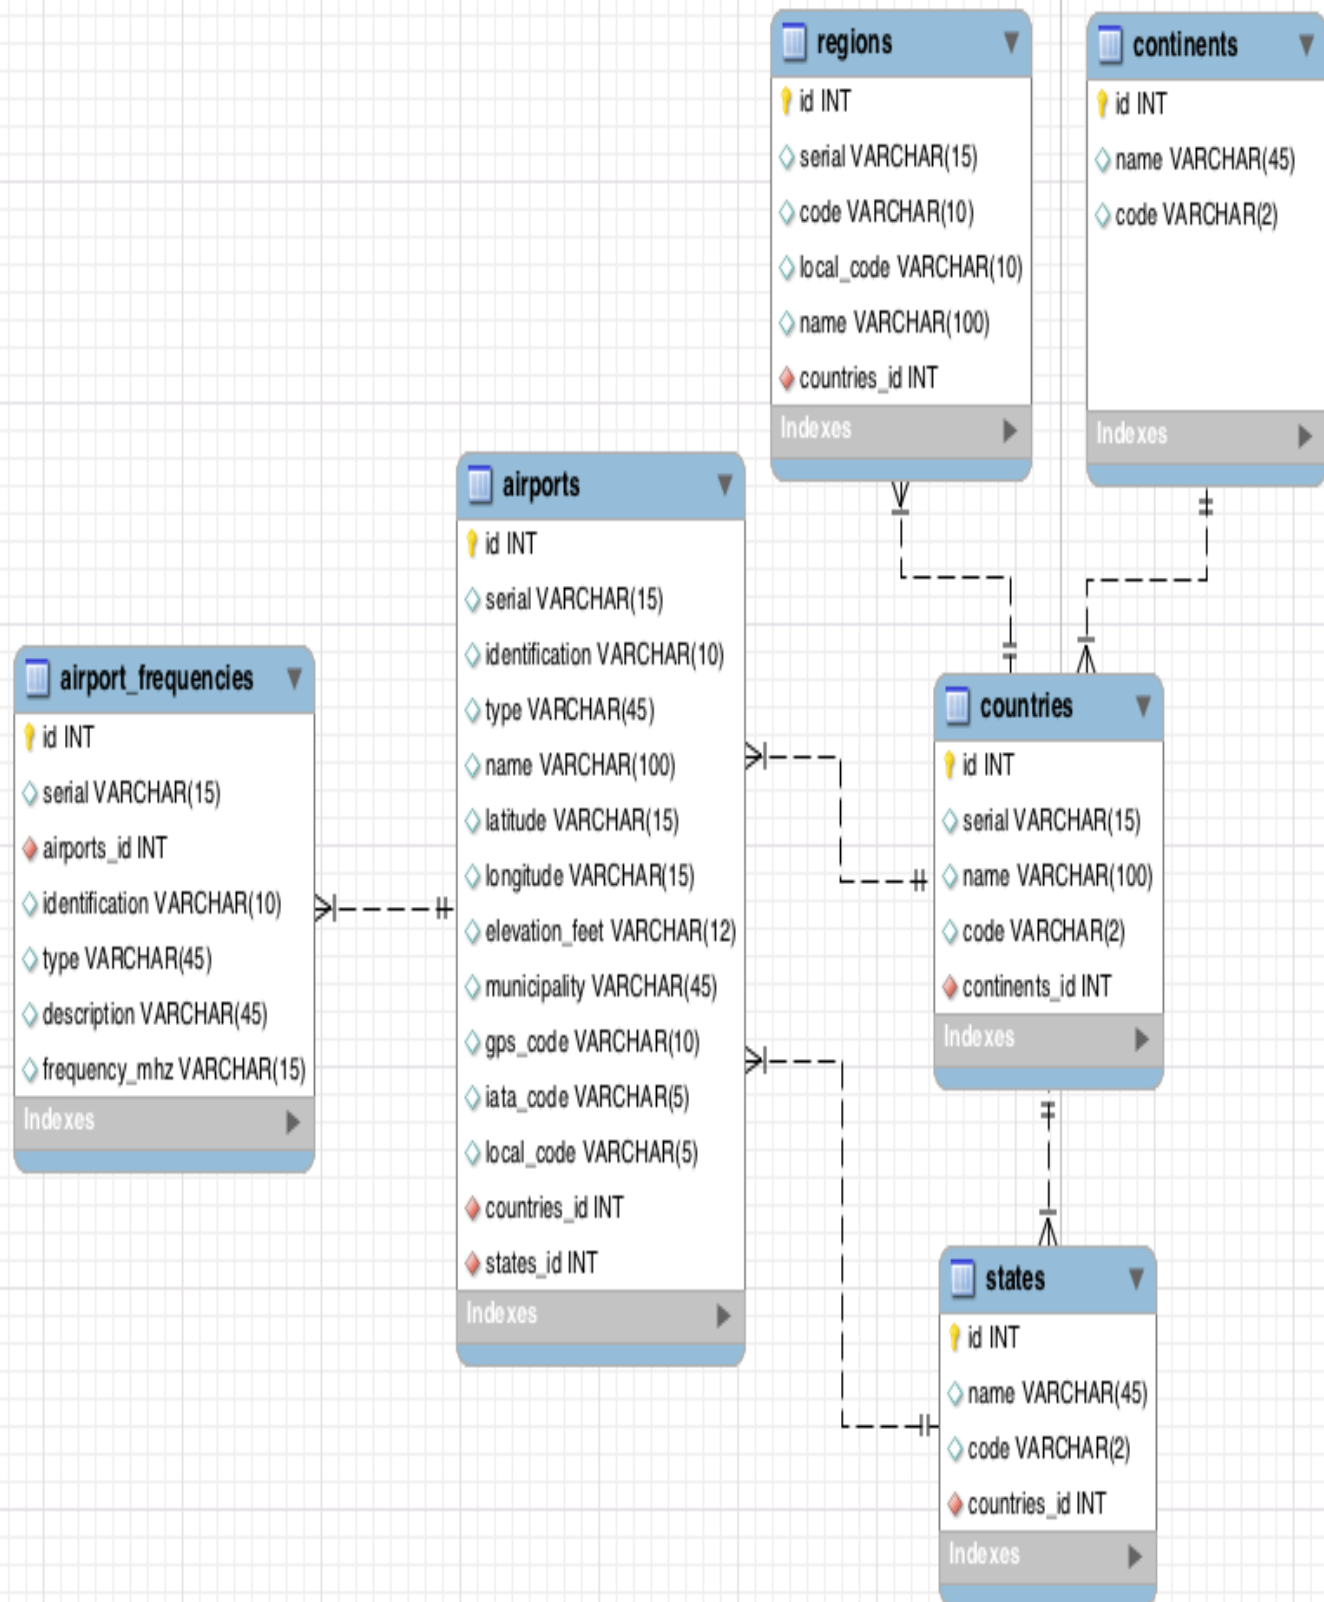 regions
id INT
serial VARCHAR(15)
code VARCHAR(10)
local_code VARCHAR(10)
name VARCHAR(100)
countries_id INT
Indexes
continents
id INT
name VARCHAR(45)
code VARCHAR(2)
Indexes
airports
id INT
serial VARCHAR(15)
identification VARCHAR(10)
type VARCHAR(45)
name VARCHAR(100)
latitude VARCHAR(15)
longitude VARCHAR(15)
elevation_feet VARCHAR(12)
municipality VARCHAR(45)
gps_code VARCHAR(10)
iata_code VARCHAR(5)
local_code VARCHAR(5)
countries_id INT
states_id INT
Indexes
airport_frequencies
id INT
serial VARCHAR(15)
airports_id INT
identification VARCHAR(10)
type VARCHAR(45)
description VARCHAR(45)
frequency_mhz VARCHAR(15)
Indexes
countries
id INT
serial VARCHAR(15)
name VARCHAR(100)
code VARCHAR(2)
continents_id INT
Indexes
states
id INT
name VARCHAR(45)
code VARCHAR(2)
countries_id INT
Indexes